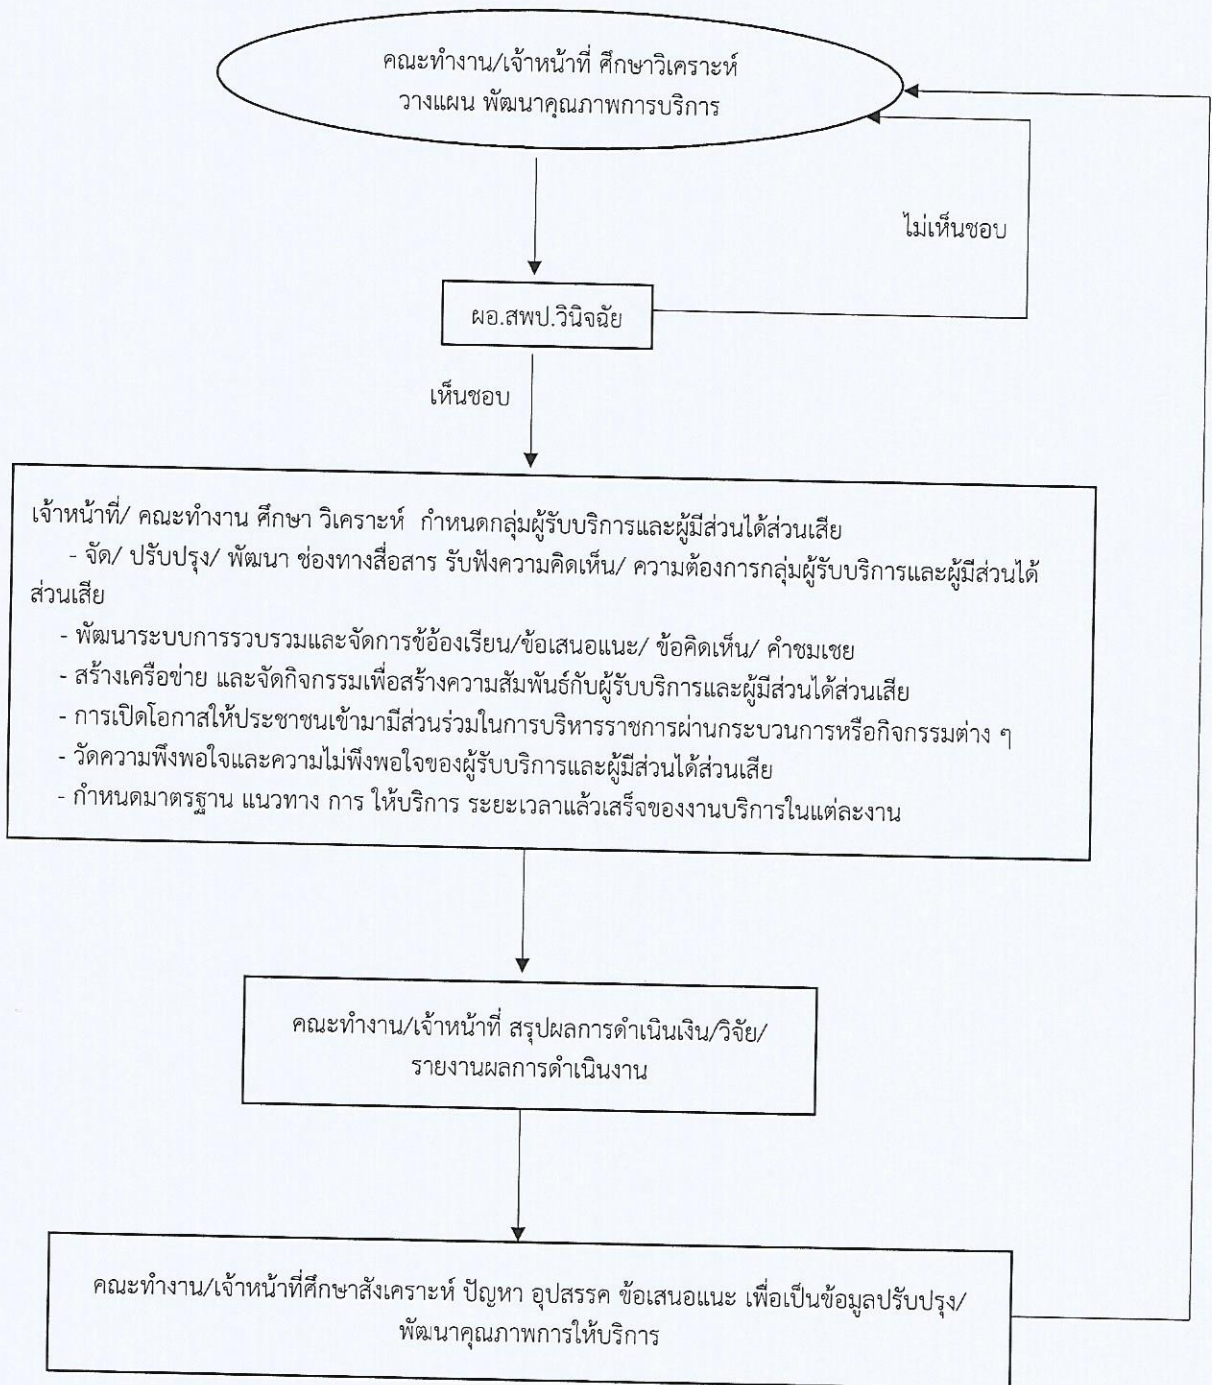 คณะทำงาน/เจ้าหน้าที่ ศึกษาวิเคราะห์
วางแผน พัฒนาคุณภาพการบริการ
ไม่เห็นชอบ
ผอ.สพป.วินิจฉัย
เห็นชอบ
เจ้าหน้าที่/ คณะทำงาน ศึกษา วิเคราะห์ กำหนดกลุ่มผู้รับบริการและผู้มีส่วนได้ส่วนเสีย
- จัด/ ปรับปรุง/ พัฒนา ช่องทางสื่อสาร รับฟังความคิดเห็น/ ความต้องการกลุ่มผู้รับบริการและผู้มีส่วนได้
ส่วนเสีย
- พัฒนาระบบการรวบรวมและจัดการข้อ้องเรียน/ข้อเสนอแนะ/ ข้อคิดเห็น/ คำชมเชย
- สร้างเครือข่าย และจัดกิจกรรมเพื่อสร้างความสัมพันธ์กับผู้รับบริการและผู้มีส่วนได้ส่วนเสีย
- การเปิดโอกาสให้ประชาชนเข้ามามีส่วนร่วมในการบริหารราชการผ่านกระบวนการหรือกิจกรรมต่าง ๆ
- วัดความพึงพอใจและความไม่พึงพอใจของผู้รับบริการและผู้มีส่วนได้ส่วนเสีย
- กำหนดมาตรฐาน แนวทาง การ ให้บริการ ระยะเวลาแล้วเสร็จของงานบริการในแต่ละงาน
คณะทำงาน/เจ้าหน้าที่ สรุปผลการดำเนินเงิน/วิจัย/
รายงานผลการดำเนินงาน
คณะทำงาน/เจ้าหน้าที่ศึกษาสังเคราะห์ ปัญหา อุปสรรค ข้อเสนอแนะ เพื่อเป็นข้อมูลปรับปรุง/
พัฒนาคุณภาพการให้บริการ